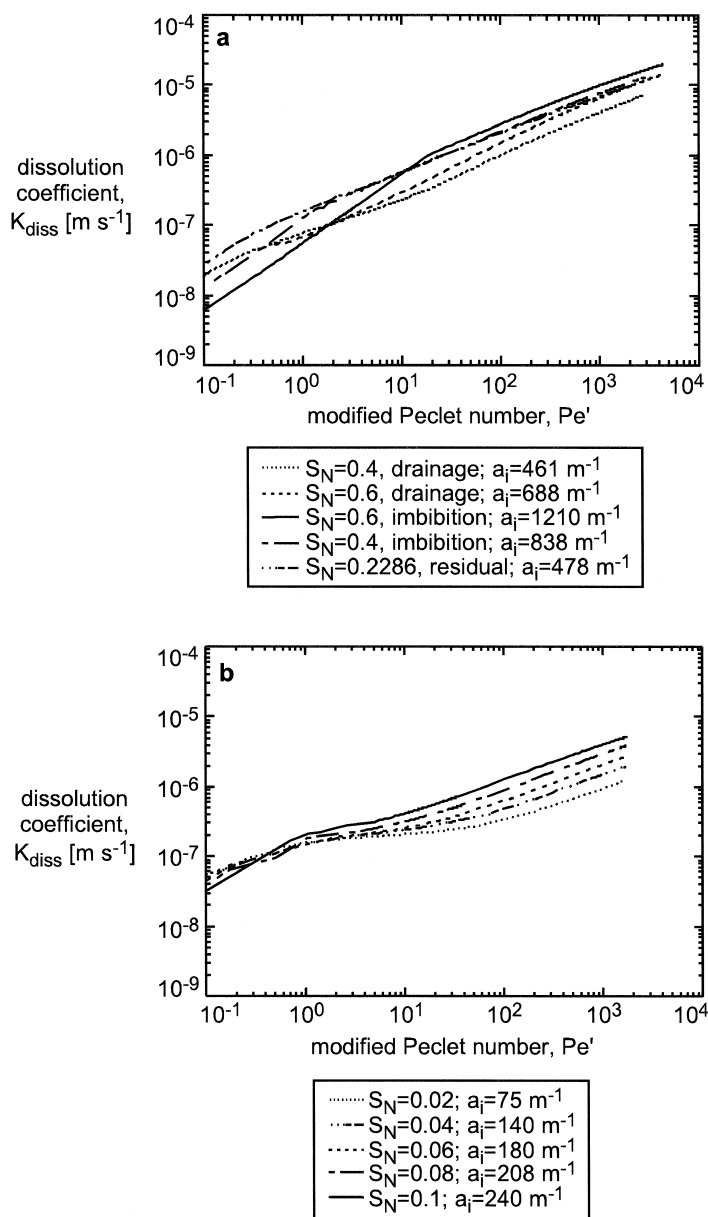 a
10⁻⁴
10⁻⁵
10⁻⁶
10⁻⁷
10⁻⁸
10⁻⁹
dissolution
coefficient,
K_diss [m s⁻¹]
10⁻¹ 10⁰ 10¹ 10² 10³ 10⁴
modified Peclet number, Pe'
S_N=0.4, drainage; a_i=461 m⁻¹
S_N=0.6, drainage; a_i=688 m⁻¹
S_N=0.6, imbibition; a_i=1210 m⁻¹
S_N=0.4, imbibition; a_i=838 m⁻¹
S_N=0.2286, residual; a_i=478 m⁻¹
b
10⁻⁴
10⁻⁵
10⁻⁶
10⁻⁷
10⁻⁸
10⁻⁹
dissolution
coefficient,
K_diss [m s⁻¹]
10⁻¹ 10⁰ 10¹ 10² 10³ 10⁴
modified Peclet number, Pe'
S_N=0.02; a_i=75 m⁻¹
S_N=0.04; a_i=140 m⁻¹
S_N=0.06; a_i=180 m⁻¹
S_N=0.08; a_i=208 m⁻¹
S_N=0.1; a_i=240 m⁻¹